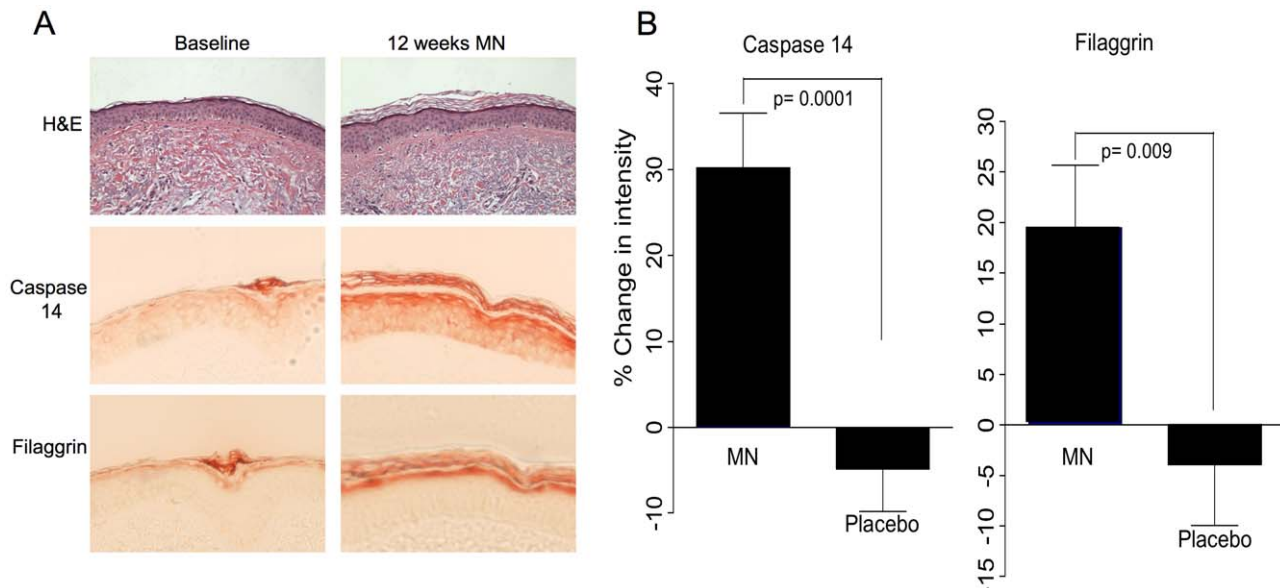 A
Baseline
12 weeks MN
H&E
Caspase
14
Filaggrin
B
Caspase 14
% Change in intensity
40
30
20
10
0
-10
p= 0.0001
MN
Placebo
Filaggrin
30
25
20
15
10
5
0
-5
-10
-15
p= 0.009
MN
Placebo